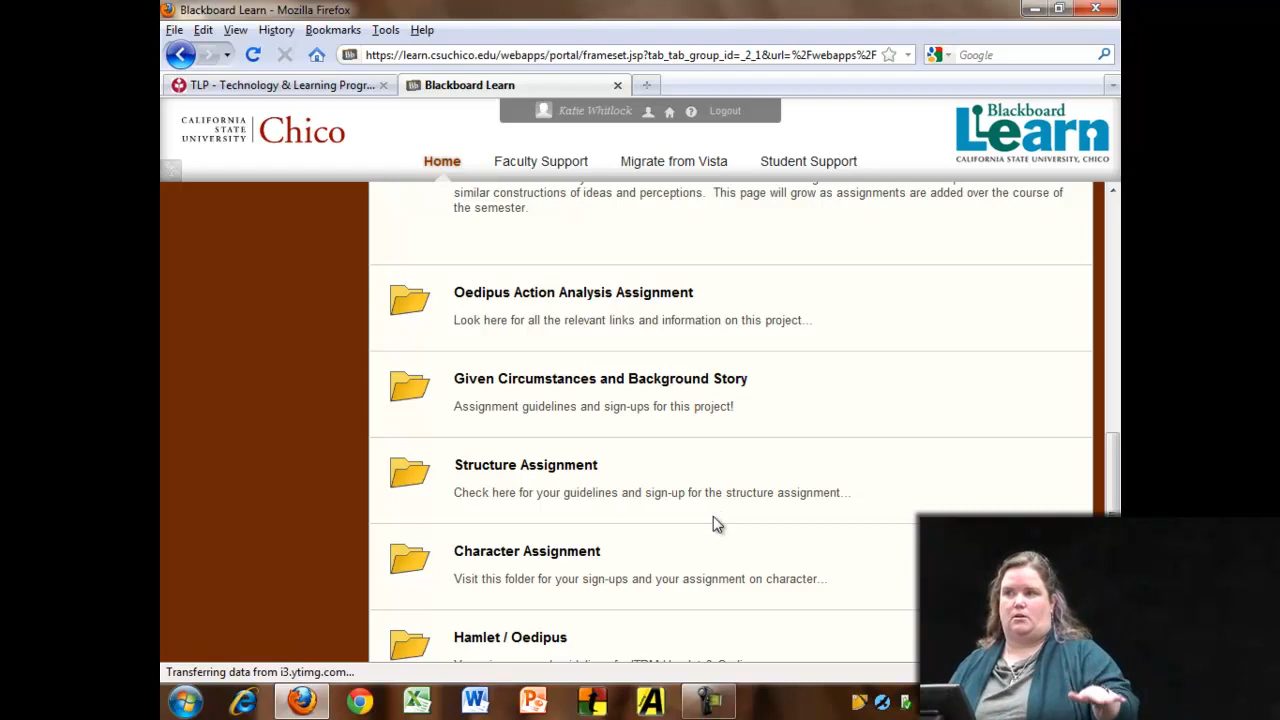 Blackboard Learn - Mozilla Firefox
File Edit View History Bookmarks Tools Help
https://learn.csuchico.edu/webapps/portal/frameset.jsp?tab_tab_group_id=_2_1&url=%2Fwebapps%2F
Google
TLP - Technology & Learning Progr...
Blackboard Learn
Katie Whitlock
Logout
CALIFORNIA
STATE
UNIVERSITY,
Chico
Blackboard
Learn
CALIFORNIA STATE UNIVERSITY, CHICO
Home Faculty Support Migrate from Vista Student Support
similar constructions of ideas and perceptions. This page will grow as assignments are added over the course of
the semester.
Oedipus Action Analysis Assignment
Look here for all the relevant links and information on this project...
Given Circumstances and Background Story
Assignment guidelines and sign-ups for this project!
Structure Assignment
Check here for your guidelines and sign-up for the structure assignment...
Character Assignment
Visit this folder for your sign-ups and your assignment on character...
Hamlet / Oedipus
Transferring data from i3.ytimg.com...